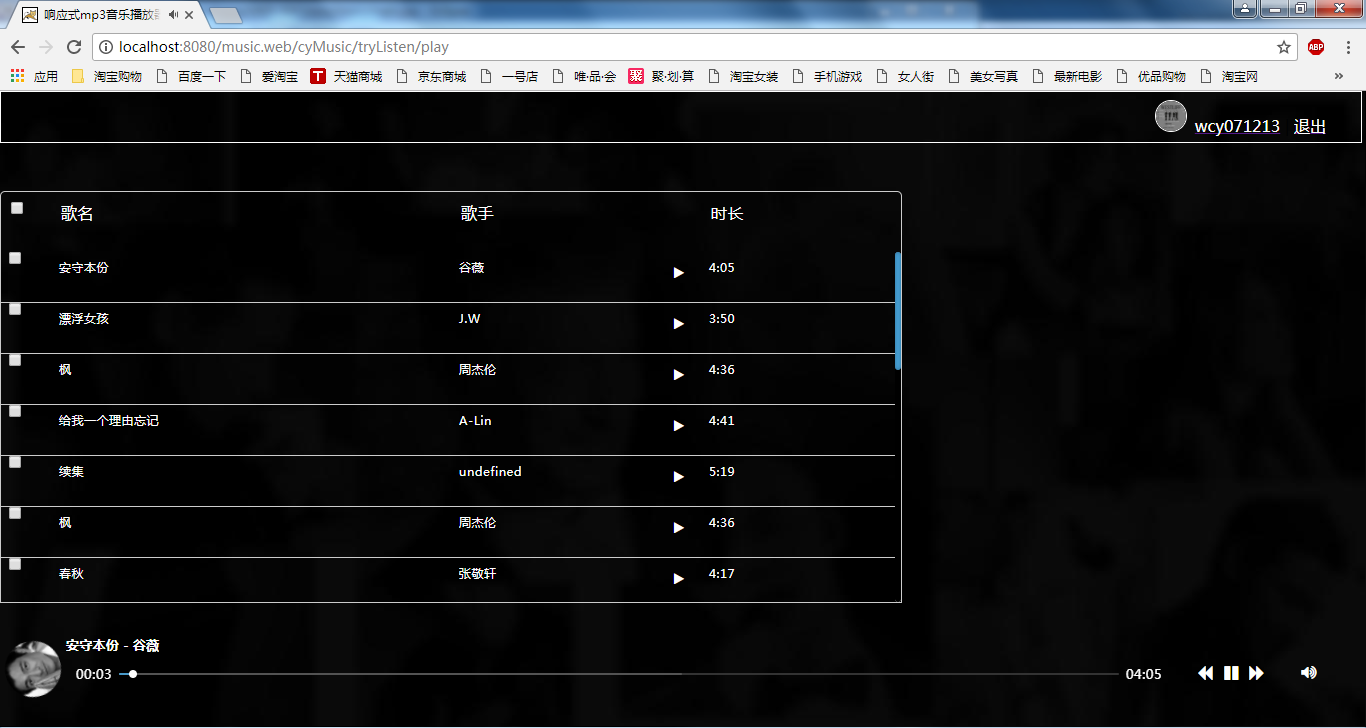 响应式mp3音乐播放
localhost:8080/music.web/cyMusic/tryListen/play
ABP
应用 淘宝购物 百度一下 爱淘宝 T 天猫商城 京东商城 一号店 唯·品·会 聚 聚·划·算 淘宝女装 手机游戏 女人街 美女写真 最新电影 优品购物 淘宝网 »
wcy071213 退出
歌名 歌手 时长
安守本份 谷薇 4:05
漂浮女孩 J.W 3:50
枫 周杰伦 4:36
给我一个理由忘记 A-Lin 4:41
续集 undefined 5:19
枫 周杰伦 4:36
春秋 张敬轩 4:17
安守本份 - 谷薇
00:03 04:05